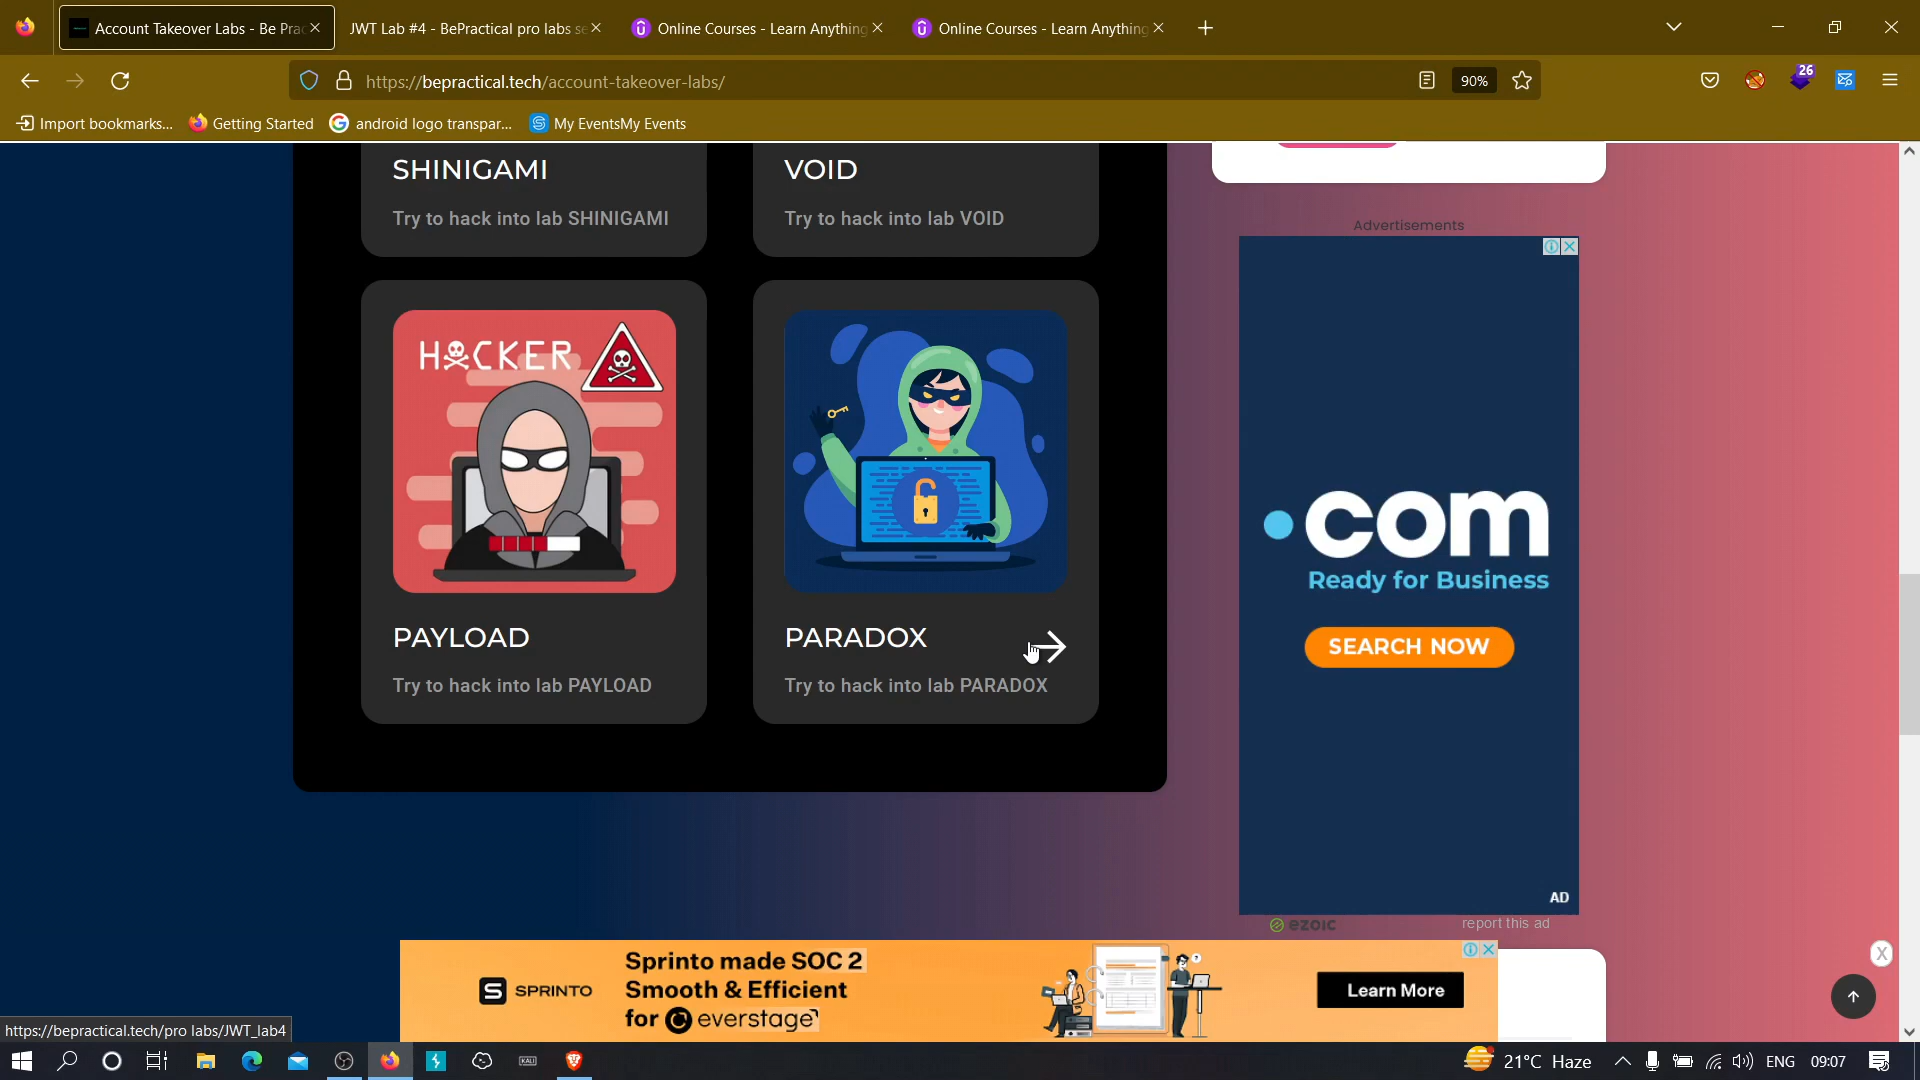 Account Takeover Labs - Be Prac
JWT Lab #4 - BePractical pro labs se
Online Courses - Learn Anything
Online Courses - Learn Anything
https://bepractical.tech/account-takeover-labs/
90%
26
Import bookmarks...
Getting Started
android logo transpar...
My EventsMy Events
SHINIGAMI
Try to hack into lab SHINIGAMI
VOID
Try to hack into lab VOID
HACKER
PAYLOAD
Try to hack into lab PAYLOAD
PARADOX
Try to hack into lab PARADOX
Advertisements
com
Ready for Business
SEARCH NOW
AD
ezoic
report this ad
SPRINTO
Sprinto made SOC 2
Smooth & Efficient
for everstage
Learn More
X
https://bepractical.tech/pro labs/JWT_lab4
KALI
21°C Haze
ENG
09:07